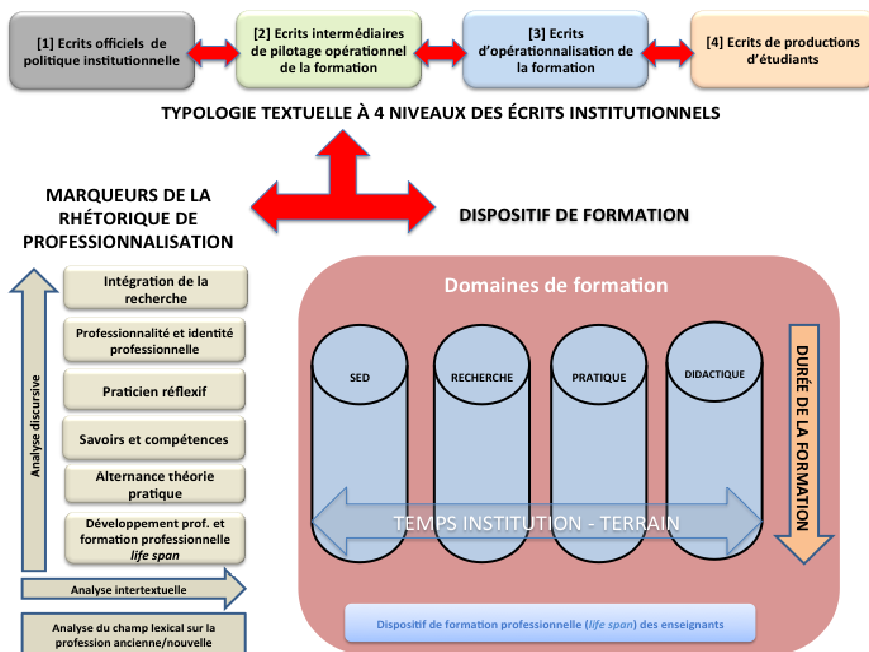 [1] Ecrits officiels de
politique institutionnelle
[2] Ecrits intermédiaires
de pilotage opérationnel
de la formation
[3] Ecrits
d'opérationnalisation de
la formation
[4] Ecrits de productions
d'étudiants
TYPOLOGIE TEXTUELLE À 4 NIVEAUX DES ÉCRITS INSTITUTIONNELS
MARQUEURS DE LA
RHÉTORIQUE DE
PROFESSIONNALISATION
DISPOSITIF DE FORMATION
Analyse discursive
Intégration de la
recherche
Professionnalité et identité
professionnelle
Praticien réflexif
Savoirs et compétences
Alternance théorie
pratique
Développement prof. et
formation professionnelle
life span
Analyse intertextuelle
Analyse du champ lexical sur la
profession ancienne/nouvelle
Domaines de formation
SED
RECHERCHE
PRATIQUE
DIDACTIQUE
TEMPS INSTITUTION - TERRAIN
DURÉE DE LA FORMATION
Dispositif de formation professionnelle (life span) des enseignants